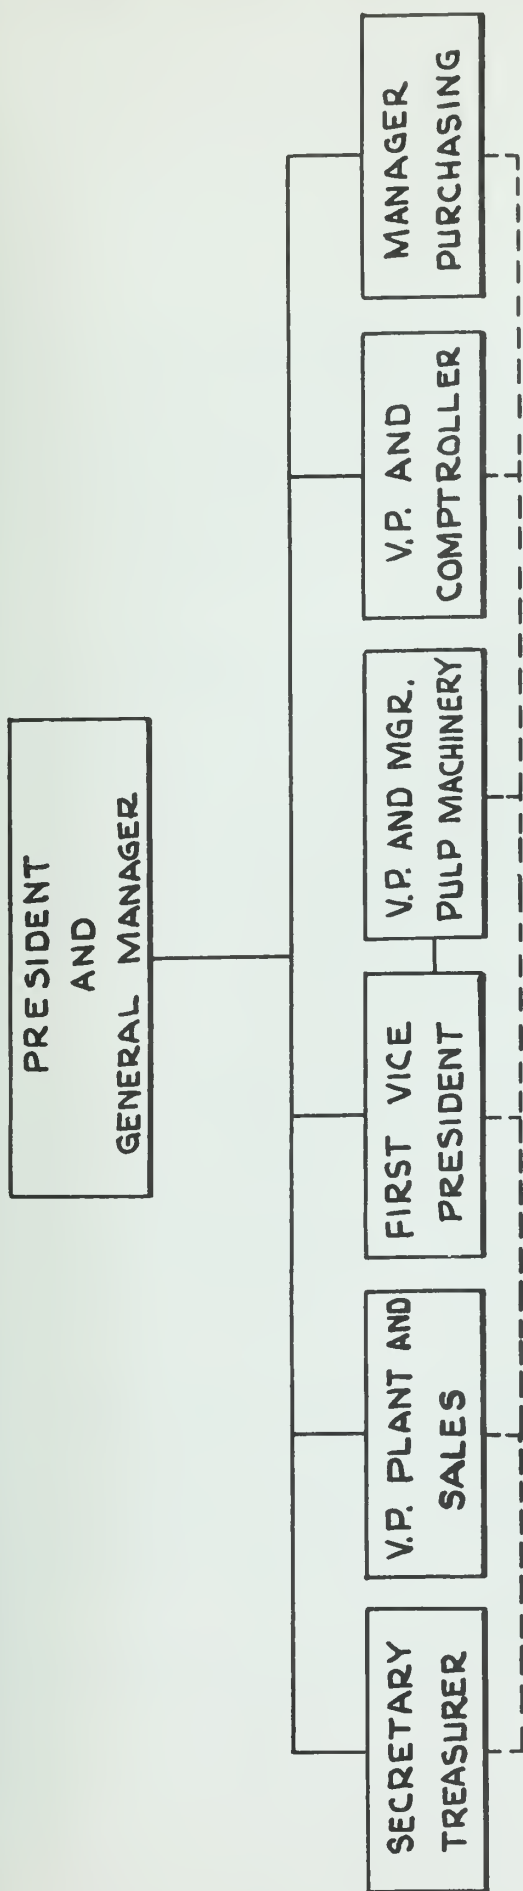 PRESIDENT
AND
GENERAL MANAGER
SECRETARY
TREASURER
V.P. PLANT AND
SALES
FIRST VICE
PRESIDENT
V.P. AND MGR.
PULP MACHINERY
V.P. AND
COMPTROLLER
MANAGER
PURCHASING